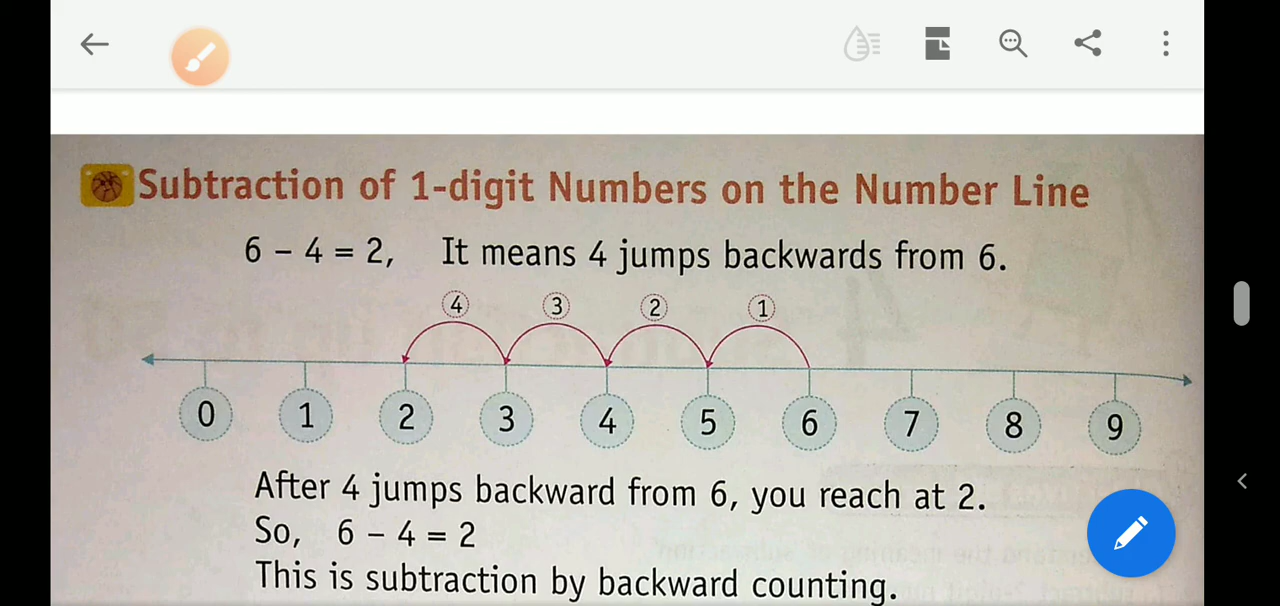 Subtraction of 1-digit Numbers on the Number Line
6 – 4 = 2, It means 4 jumps backwards from 6.
4 3 2 1
0 1 2 3 4 5 6 7 8 9
After 4 jumps backward from 6, you reach at 2.
So, 6 – 4 = 2
This is subtraction by backward counting.